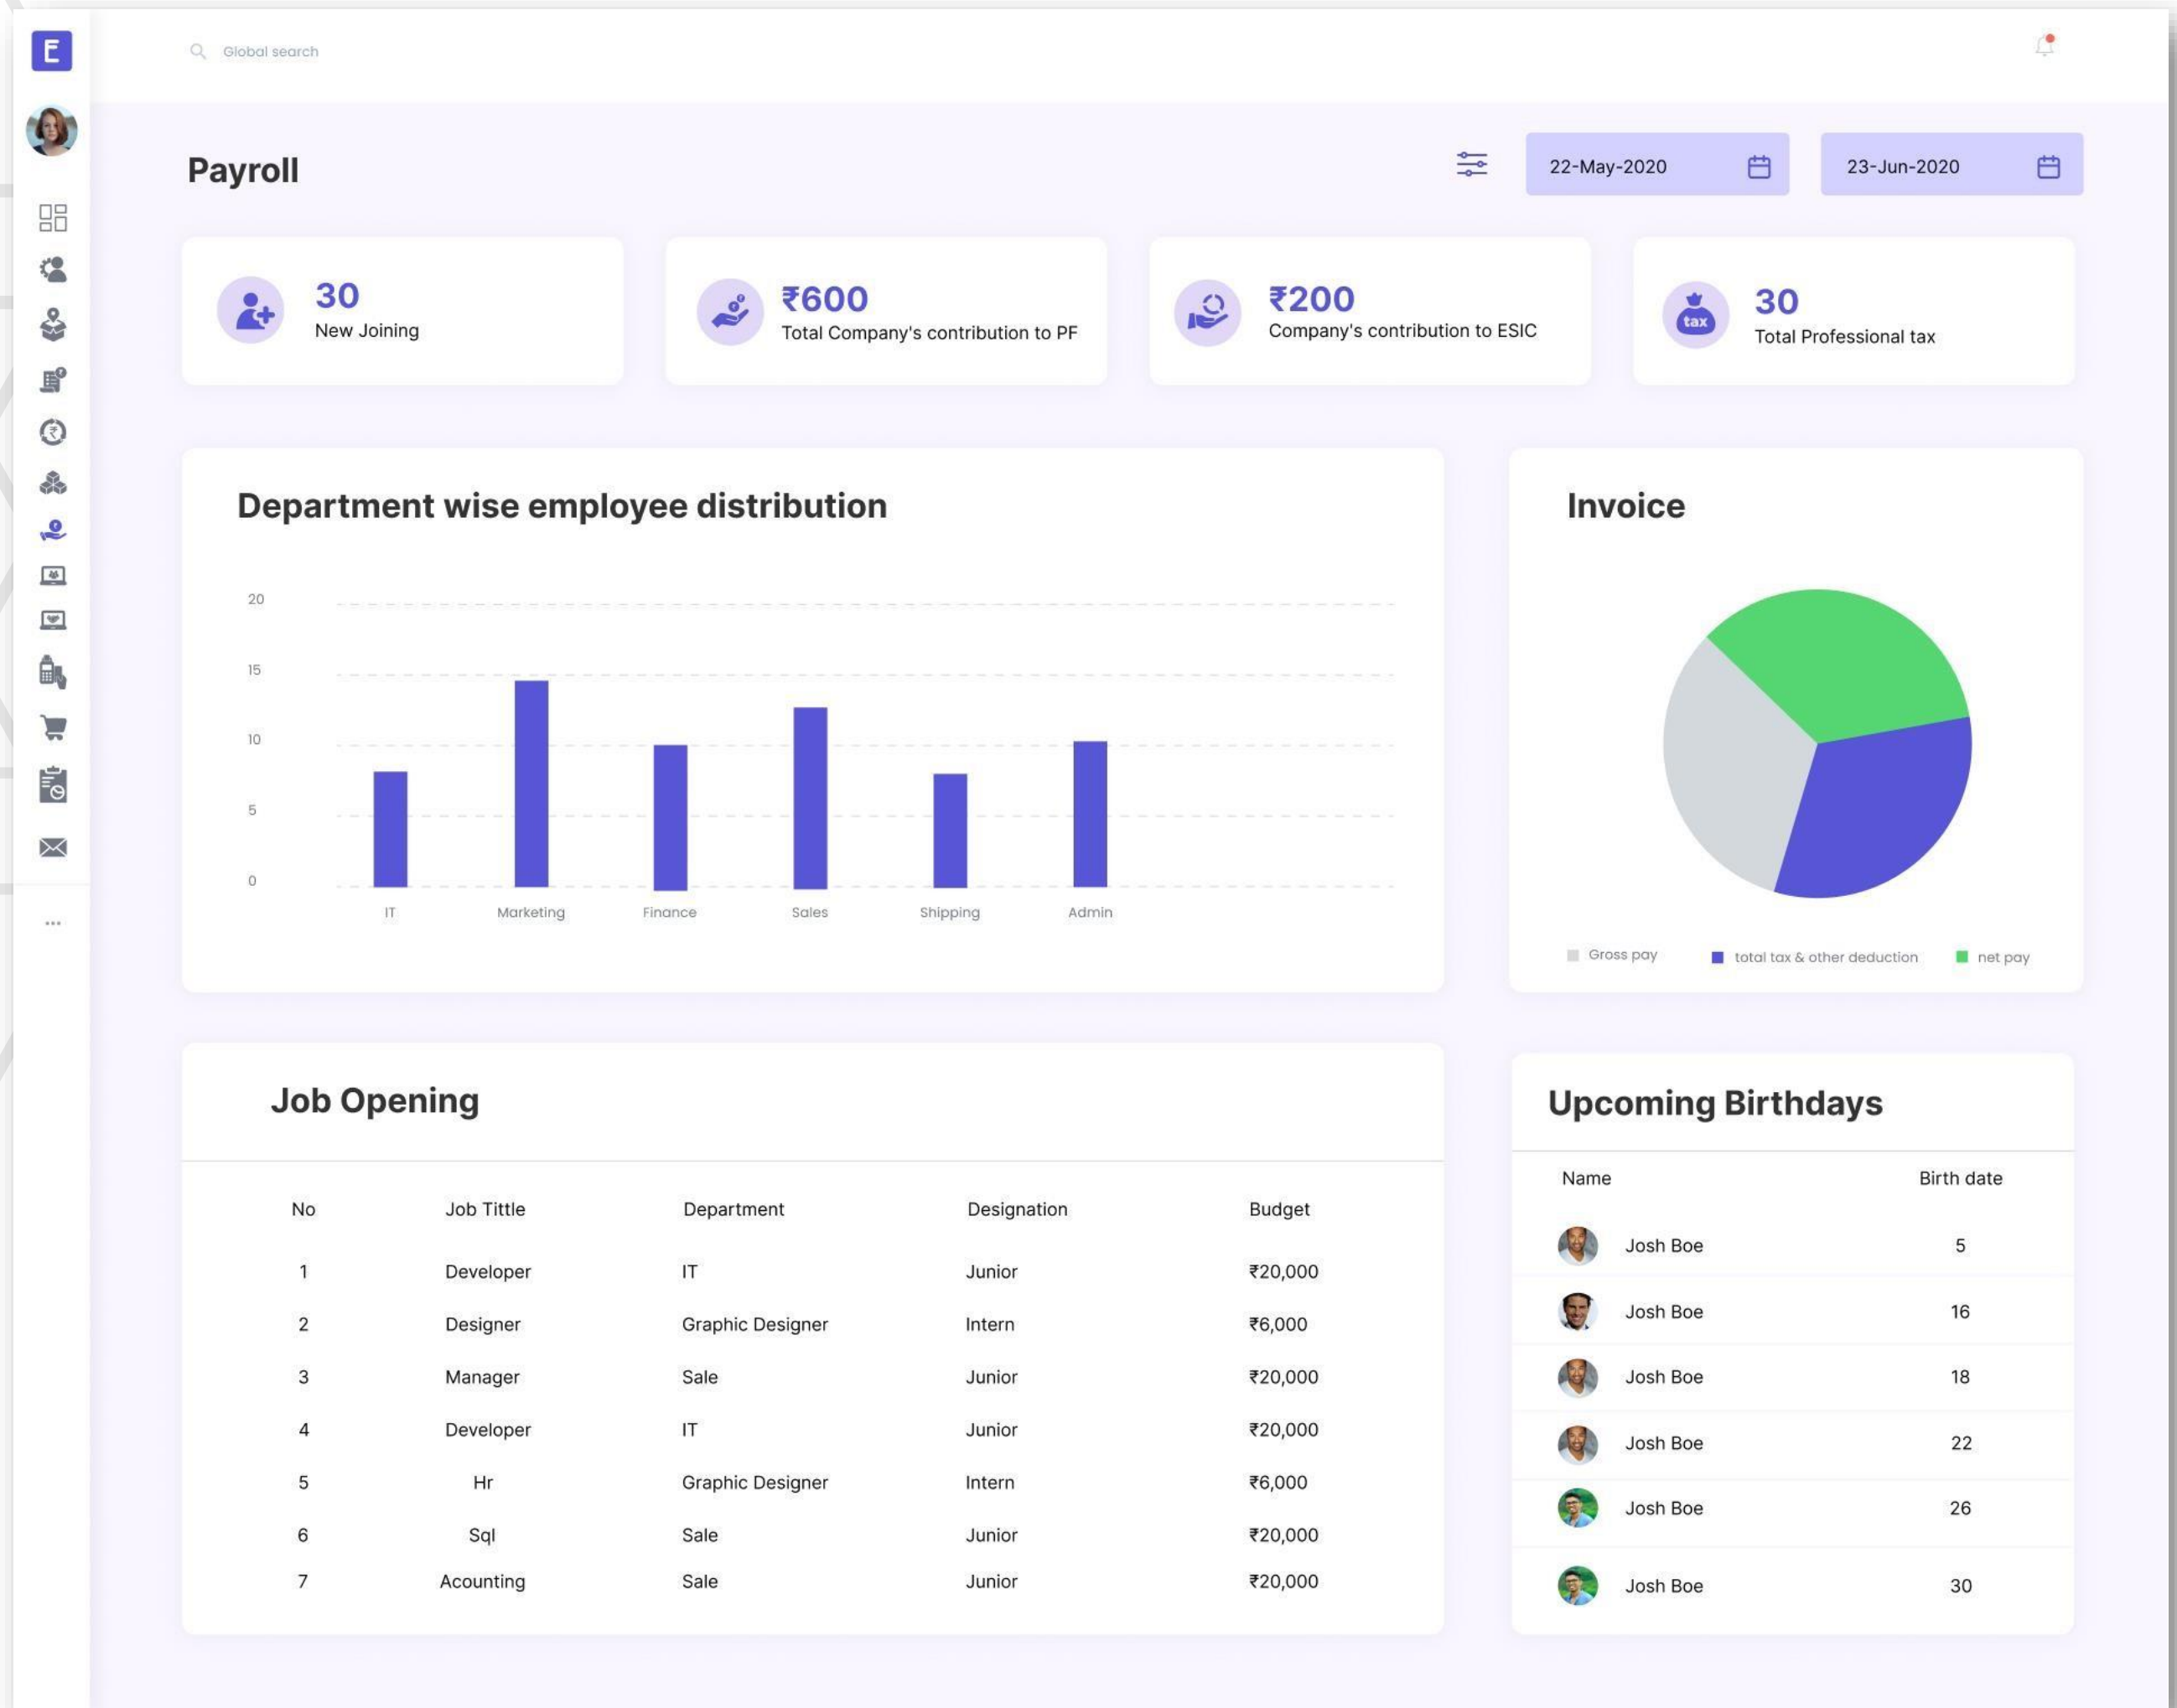 E
Global search
Payroll
22-May-2020
23-Jun-2020
30
New Joining
₹600
Total Company's contribution to PF
₹200
Company's contribution to ESIC
tax
30
Total Professional tax
Department wise employee distribution
20
15
10
5
0
IT Marketing Finance Sales Shipping Admin
Invoice
Gross pay total tax & other deduction net pay
Job Opening
No Job Tittle Department Designation Budget
1 Developer IT Junior ₹20,000
2 Designer Graphic Designer Intern ₹6,000
3 Manager Sale Junior ₹20,000
4 Developer IT Junior ₹20,000
5 Hr Graphic Designer Intern ₹6,000
6 Sql Sale Junior ₹20,000
7 Acounting Sale Junior ₹20,000
Upcoming Birthdays
Name Birth date
Josh Boe 5
Josh Boe 16
Josh Boe 18
Josh Boe 22
Josh Boe 26
Josh Boe 30